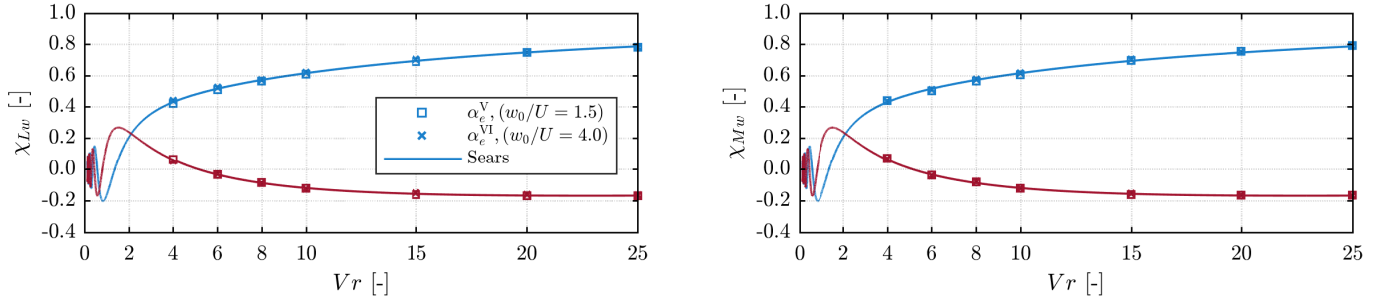 1.0
0.8
0.6
0.4
0.2
0.0
-0.2
-0.4
χ_{Lw} [-]
α_e^V, (w_0/U = 1.5)
α_e^{VI}, (w_0/U = 4.0)
Sears
0 2 4 6 8 10 15 20 25
Vr [-]
1.0
0.8
0.6
0.4
0.2
0.0
-0.2
-0.4
χ_{Mw} [-]
0 2 4 6 8 10 15 20 25
Vr [-]